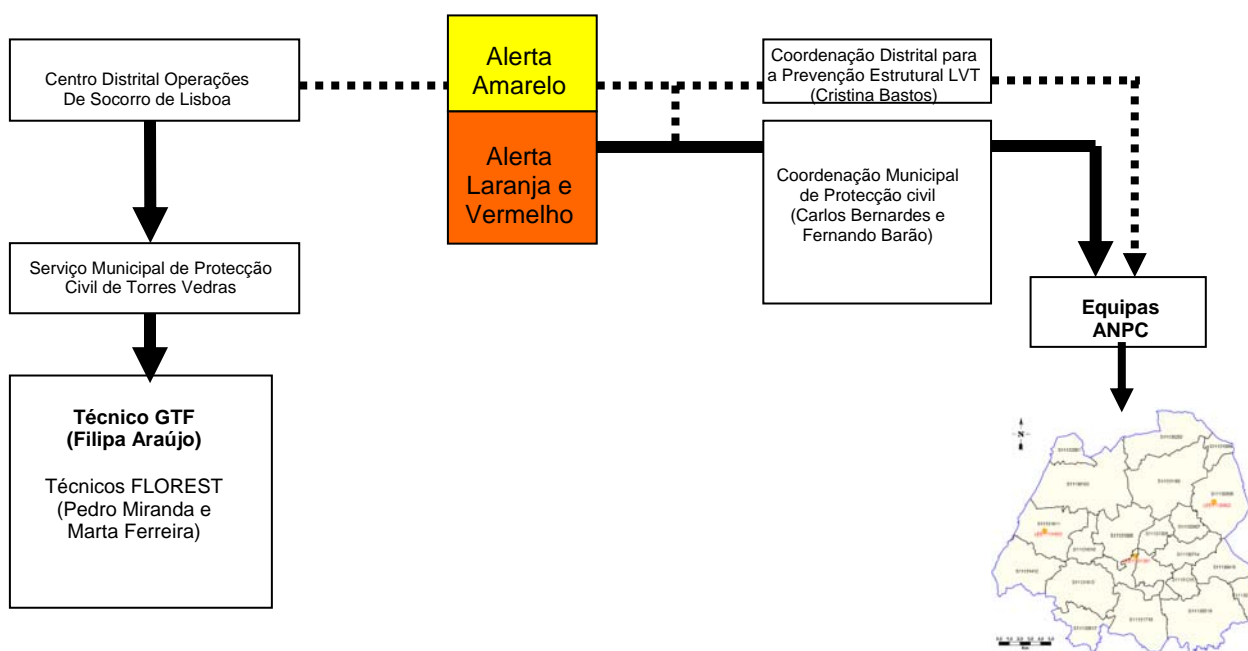 Centro Distrital Operações
De Socorro de Lisboa
Serviço Municipal de Protecção
Civil de Torres Vedras
Técnico GTF
(Filipa Araújo)
Técnicos FLOREST
(Pedro Miranda e
Marta Ferreira)
Alerta
Amarelo
Alerta
Laranja e
Vermelho
Coordenação Distrital para
a Prevenção Estrutural LVT
(Cristina Bastos)
Coordenação Municipal
de Protecção civil
(Carlos Bernardes e
Fernando Barão)
Equipas
ANPC
N